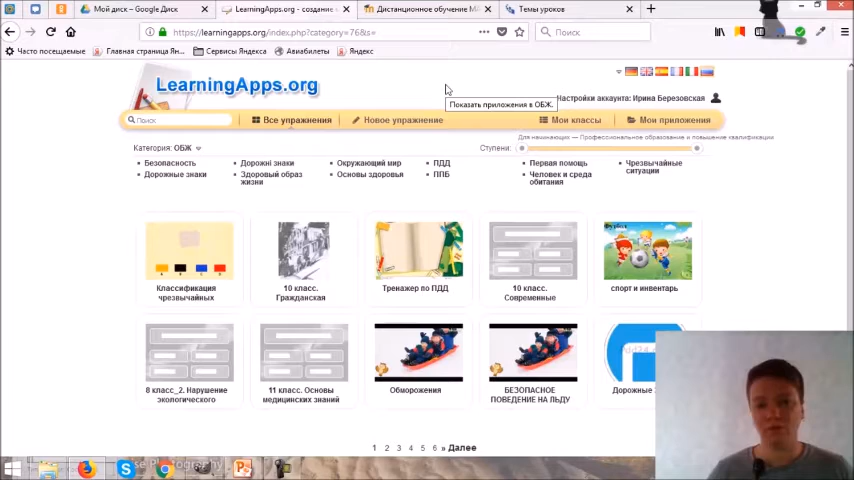 Мой диск – Google Диск
LearningApps.org - создание
Дистанционное обучение МА
Темы уроков
https://learningapps.org/index.php?category=76&s=
Поиск
Часто посещаемые
Главная страница Ян...
Сервисы Яндекса
Авиабилеты
Яндекс
LearningApps.org
Показать приложения в ОБЖ.
Настройки аккаунта: Ирина Березовская
Поиск
Все упражнения
Новое упражнение
Мои классы
Мои приложения
Для начинающих — Профессиональное образование и повышение квалификации
Категория: ОБЖ
Ступени:
Безопасность
Дорожні знаки
Окружающий мир
ПДД
Первая помощь
Чрезвычайные ситуации
Дорожные знаки
Здоровый образ жизни
Основы здоровья
ППБ
Человек и среда обитания
Футбол
Классификация чрезвычайных
10 класс. Гражданская
Тренажер по ПДД
10 класс. Современные
спорт и инвентарь
8 класс_2. Нарушение экологического
11 класс. Основы медицинских знаний
Обморожения
БЕЗОПАСНОЕ ПОВЕДЕНИЕ НА ЛЬДУ
Дорожные
1 2 3 4 5 6 » Далее
se Photography